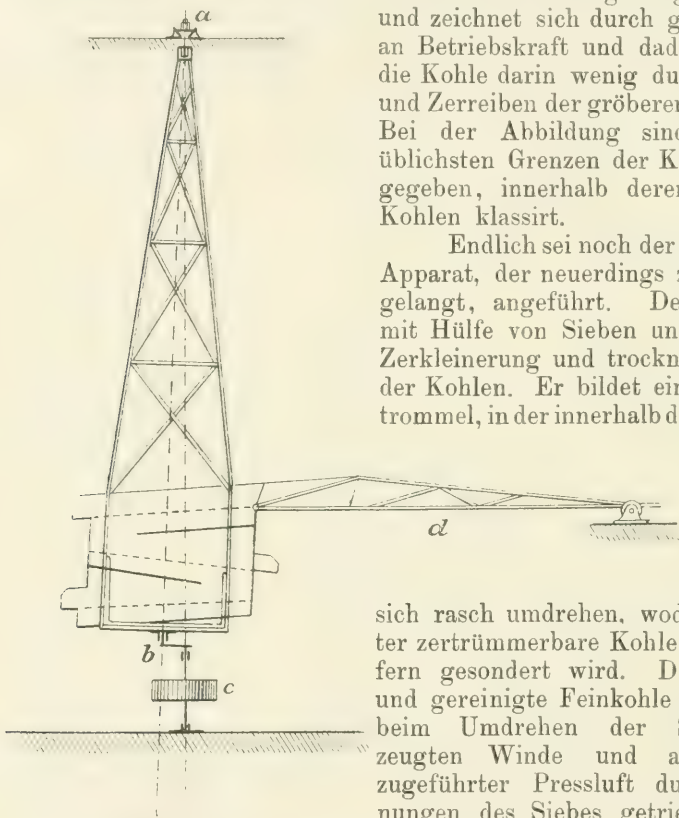 a
und zeichnet sich durch g
an Betriebskraft und dad
die Kohle darin wenig du
und Zerreiben der gröberer
Bei der Abbildung sind
üblichsten Grenzen der K
gegeben, innerhalb deren
Kohlen klassirt.
Endlich sei noch der
Apparat, der neuerdings z
gelangt, angeführt. De
mit Hülfe von Sieben un
Zerkleinerung und trockn
der Kohlen. Er bildet ein
trommel, in der innerhalb d
d
sich rasch umdrehen, wod
ter zertrümmerbare Kohle
fern gesondert wird. D
und gereinigte Feinkohle
beim Umdrehen der S
zeugten Winde und a
zugeführter Pressluft du
nungen des Siebes getrie
b
c